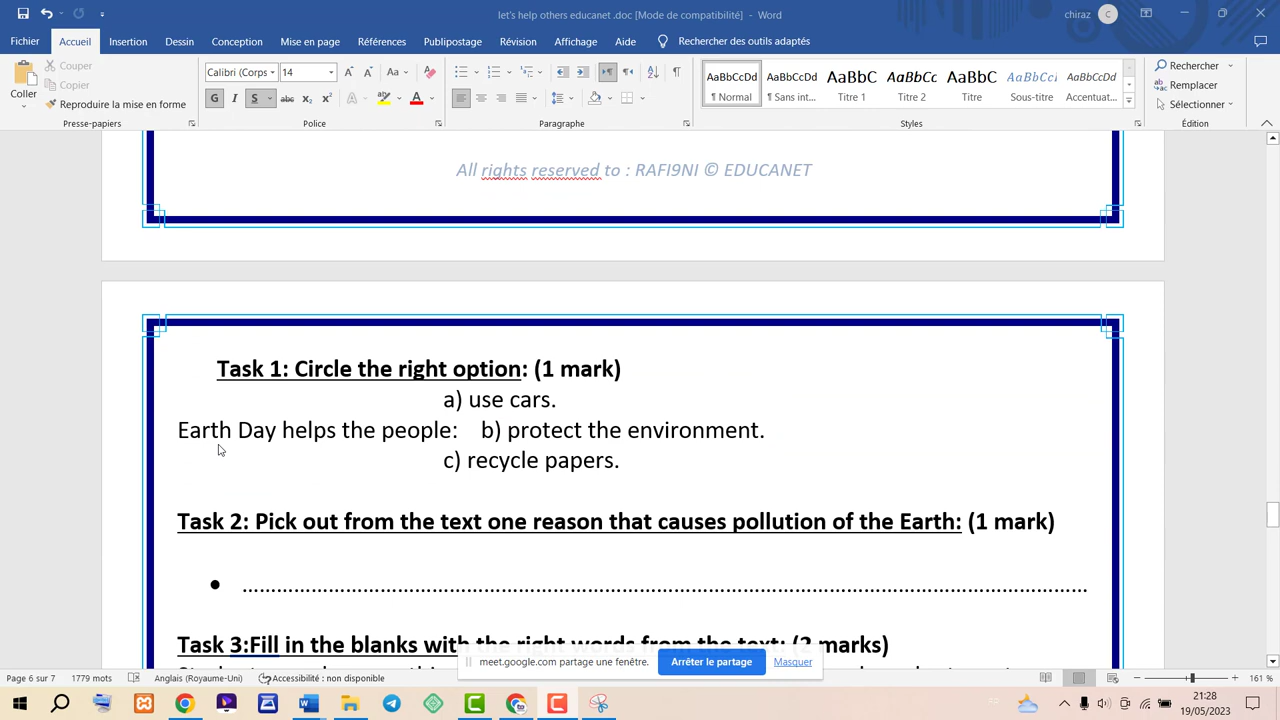 let's help others educanet .doc [Mode de compatibilité] - Word
chiraz C
Fichier Accueil Insertion Dessin Conception Mise en page Références Publipostage Révision Affichage Aide Rechercher des outils adaptés
Coller
Couper
Copier
Reproduire la mise en forme
Presse-papiers
Calibri (Corps 14
Police
Paragraphe
AaBbCcDd AaBbCcDd AaBbC AaBbCc AaBbC AaBbCcI AaBbCcDd
¶ Normal ¶ Sans int... Titre 1 Titre 2 Titre Sous-titre Accentuat...
Styles
Rechercher
Remplacer
Sélectionner
Édition
All rights reserved to : RAFI9NI © EDUCANET
Task 1: Circle the right option: (1 mark)
a) use cars.
Earth Day helps the people: b) protect the environment.
c) recycle papers.
Task 2: Pick out from the text one reason that causes pollution of the Earth: (1 mark)
• ........................................................................................................
Task 3:Fill in the blanks with the right words from the text: (2 marks)
meet.google.com partage une fenêtre. Arrêter le partage Masquer
Page 6 sur 7 1779 mots Anglais (Royaume-Uni) Accessibilité : non disponible 161 %
21:28
19/05/2023